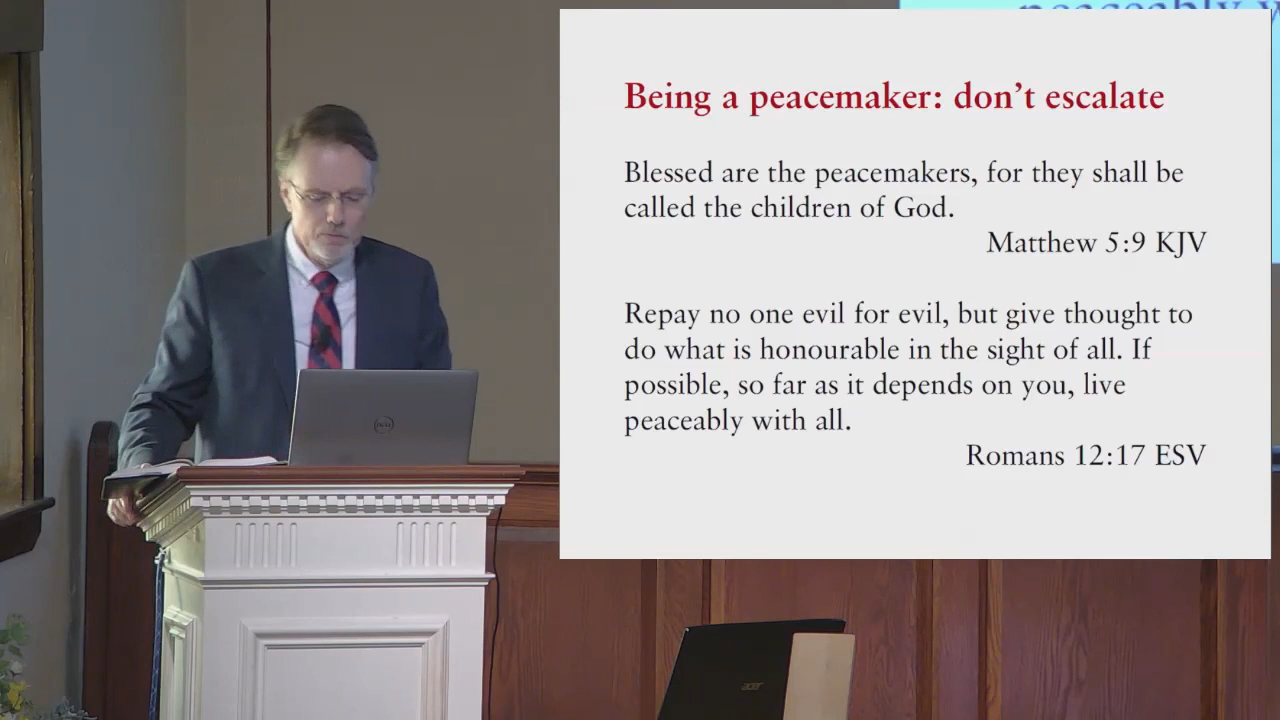 peaceably w
Being a peacemaker: don’t escalate
Blessed are the peacemakers, for they shall be
called the children of God.
Matthew 5:9 KJV
Repay no one evil for evil, but give thought to
do what is honourable in the sight of all. If
possible, so far as it depends on you, live
peaceably with all.
Romans 12:17 ESV
DELL
acer